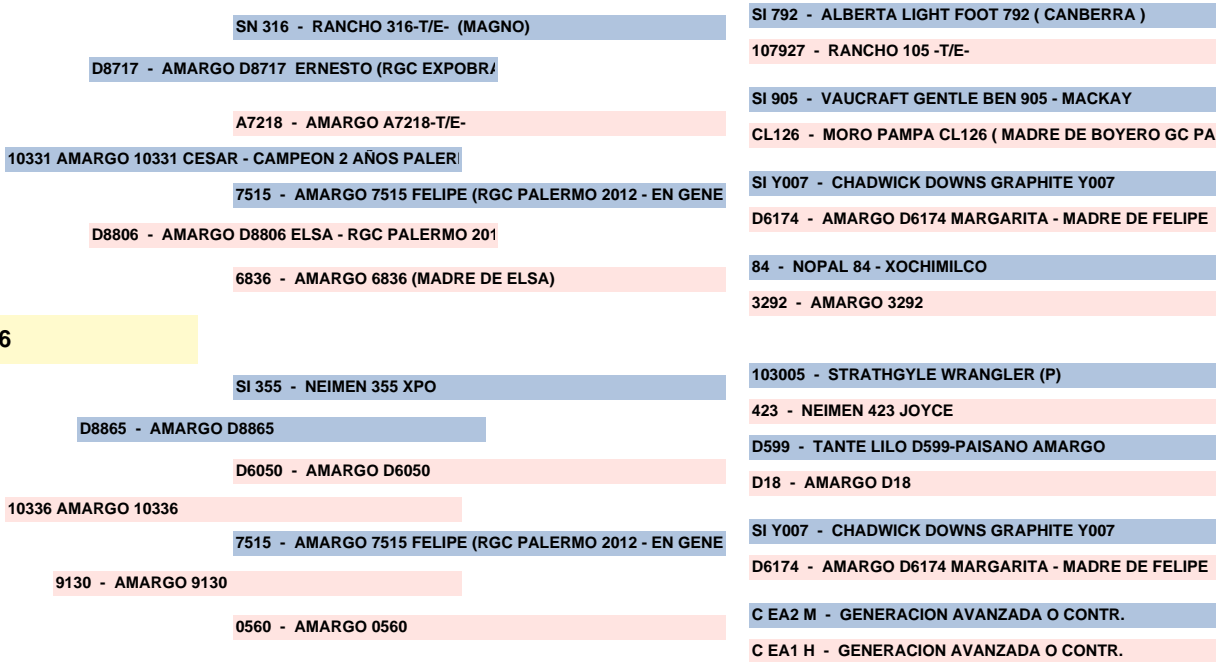 SI 792 - ALBERTA LIGHT FOOT 792 ( CANBERRA )
SN 316 - RANCHO 316-T/E- (MAGNO)
107927 - RANCHO 105 -T/E-
D8717 - AMARGO D8717 ERNESTO (RGC EXPOBRA
SI 905 - VAUCRAFT GENTLE BEN 905 - MACKAY
A7218 - AMARGO A7218-T/E-
CL126 - MORO PAMPA CL126 ( MADRE DE BOYERO GC PA
10331 AMARGO 10331 CESAR - CAMPEON 2 AÑOS PALER
SI Y007 - CHADWICK DOWNS GRAPHITE Y007
7515 - AMARGO 7515 FELIPE (RGC PALERMO 2012 - EN GENE
D6174 - AMARGO D6174 MARGARITA - MADRE DE FELIPE
D8806 - AMARGO D8806 ELSA - RGC PALERMO 201
84 - NOPAL 84 - XOCHIMILCO
6836 - AMARGO 6836 (MADRE DE ELSA)
3292 - AMARGO 3292
6
103005 - STRATHGYLE WRANGLER (P)
SI 355 - NEIMEN 355 XPO
423 - NEIMEN 423 JOYCE
D8865 - AMARGO D8865
D599 - TANTE LILO D599-PAISANO AMARGO
D6050 - AMARGO D6050
D18 - AMARGO D18
10336 AMARGO 10336
SI Y007 - CHADWICK DOWNS GRAPHITE Y007
7515 - AMARGO 7515 FELIPE (RGC PALERMO 2012 - EN GENE
D6174 - AMARGO D6174 MARGARITA - MADRE DE FELIPE
9130 - AMARGO 9130
C EA2 M - GENERACION AVANZADA O CONTR.
0560 - AMARGO 0560
C EA1 H - GENERACION AVANZADA O CONTR.